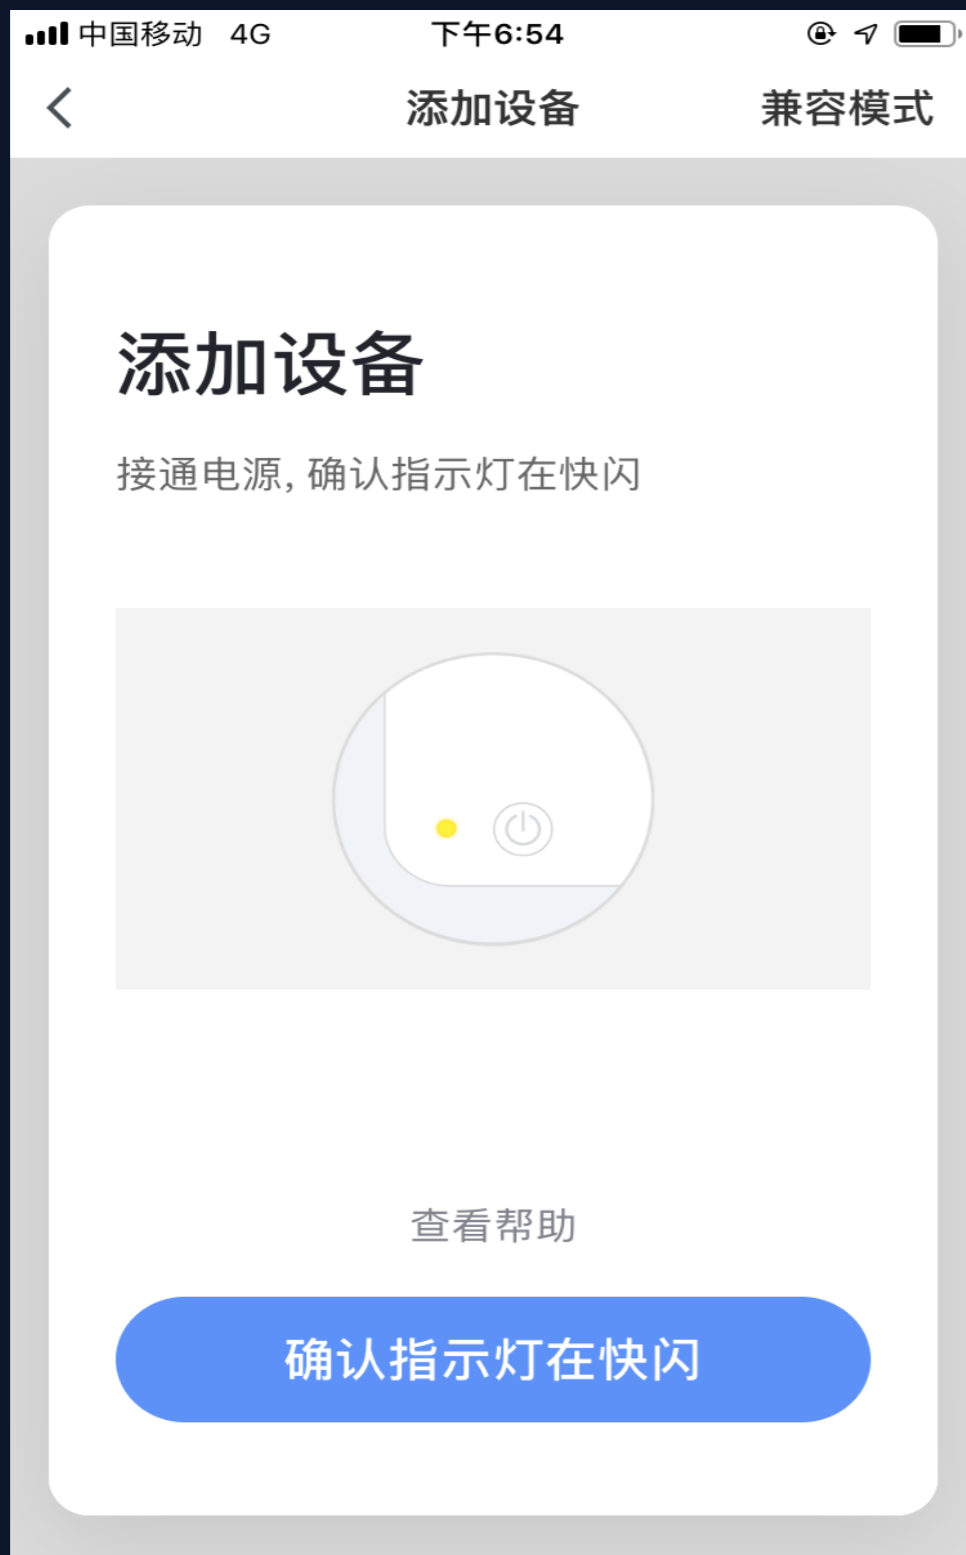 中国移动 4G 下午6:54
添加设备 兼容模式
添加设备
接通电源, 确认指示灯在快闪
查看帮助
确认指示灯在快闪